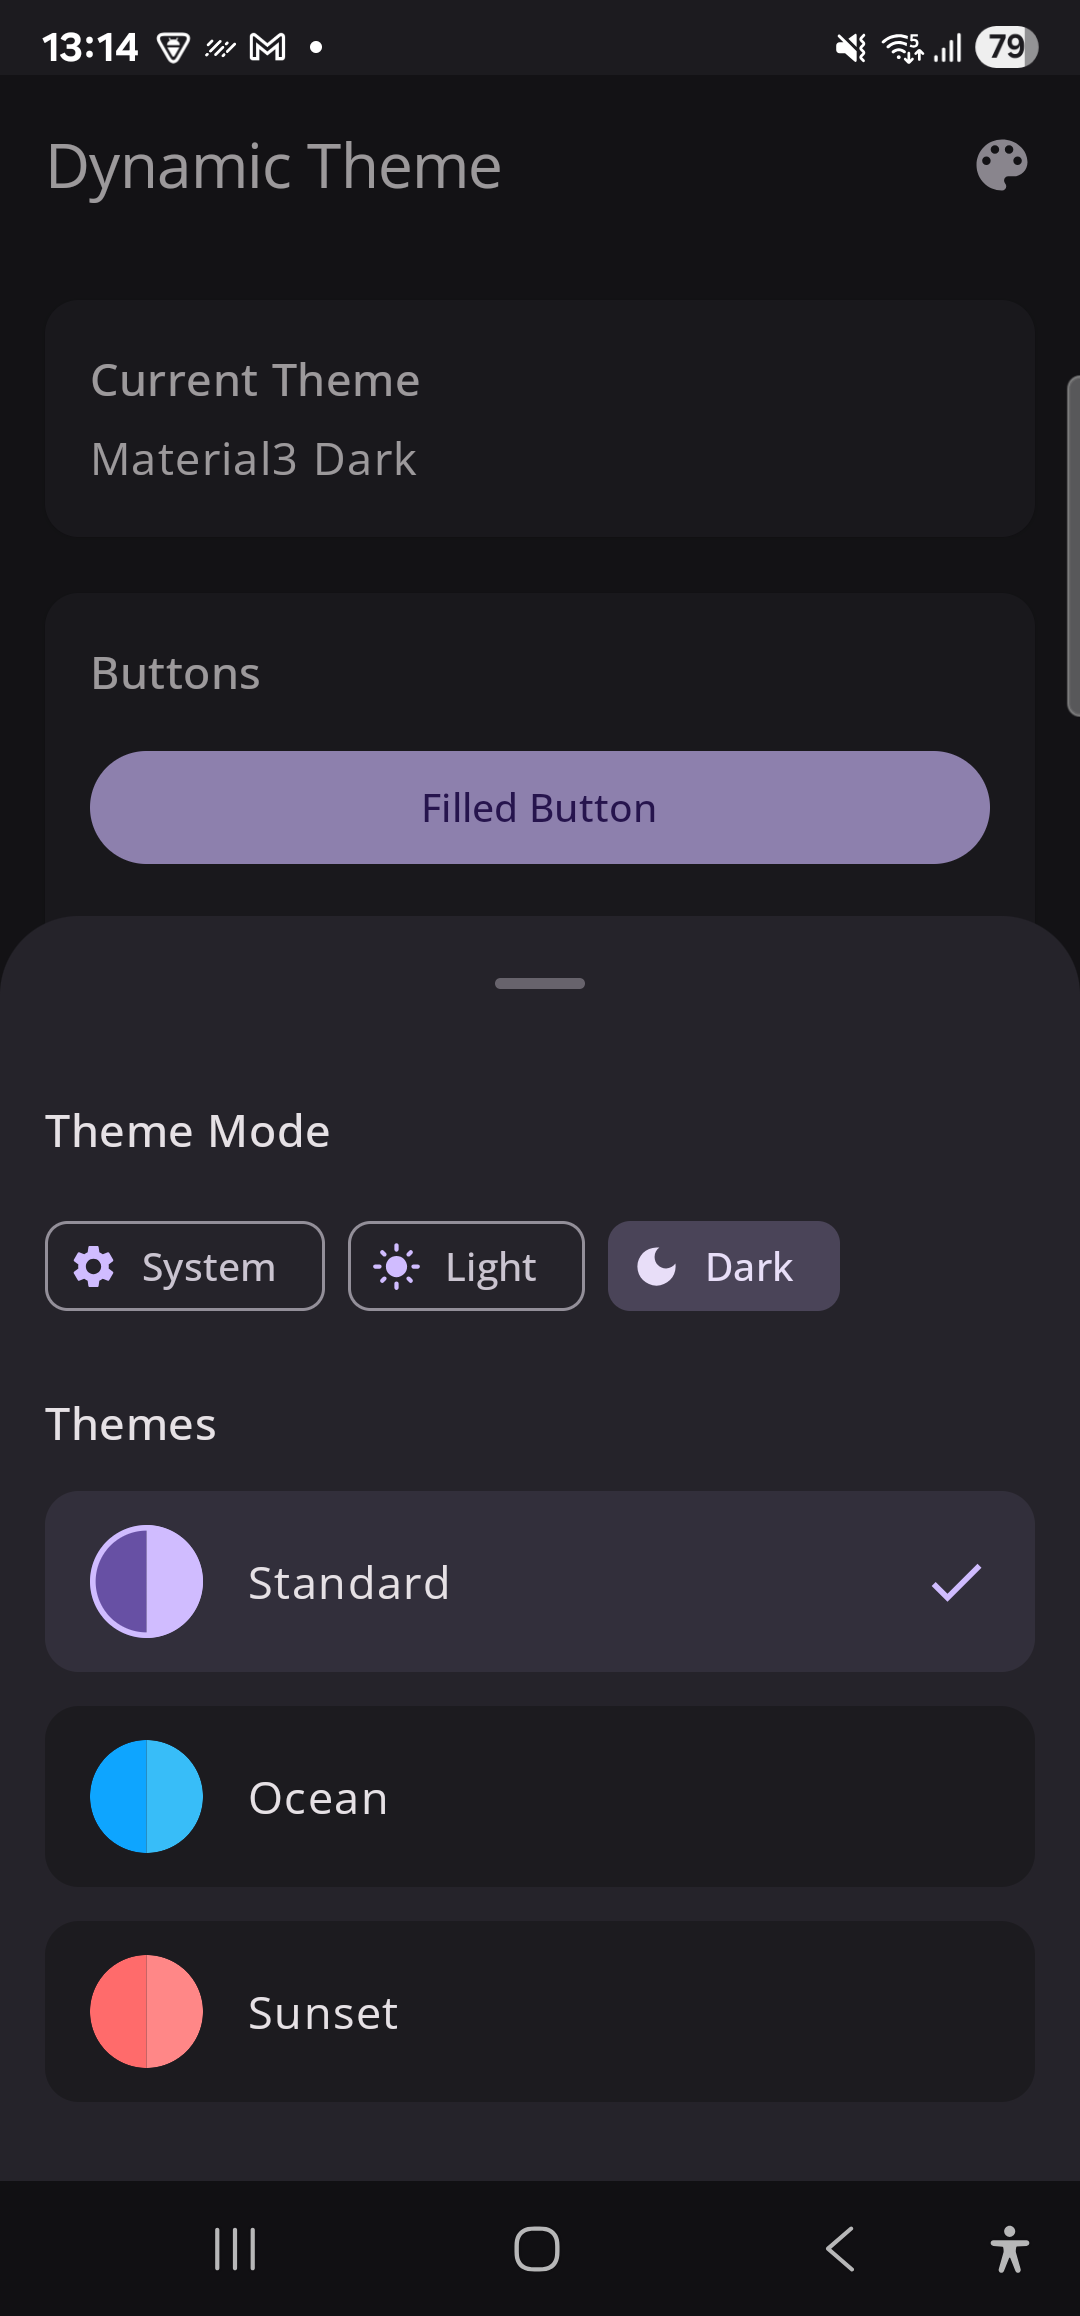 13:14
5
79
Dynamic Theme
Current Theme
Material3 Dark
Buttons
Filled Button
Theme Mode
System
Light
Dark
Themes
Standard
Ocean
Sunset